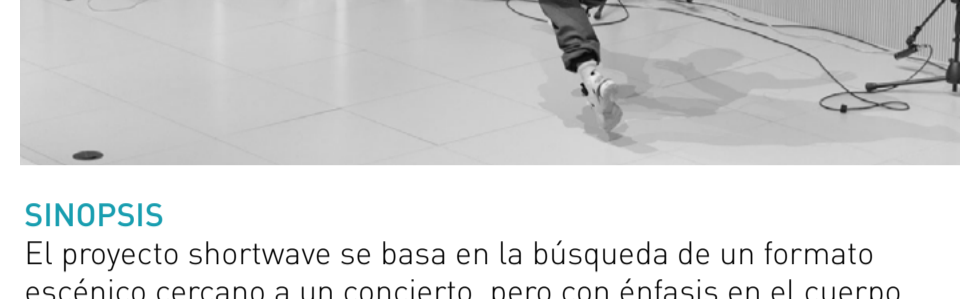 SINOPSIS
El proyecto shortwave se basa en la búsqueda de un formato
escénico cercano a un concierto, pero con énfasis en el cuerpo